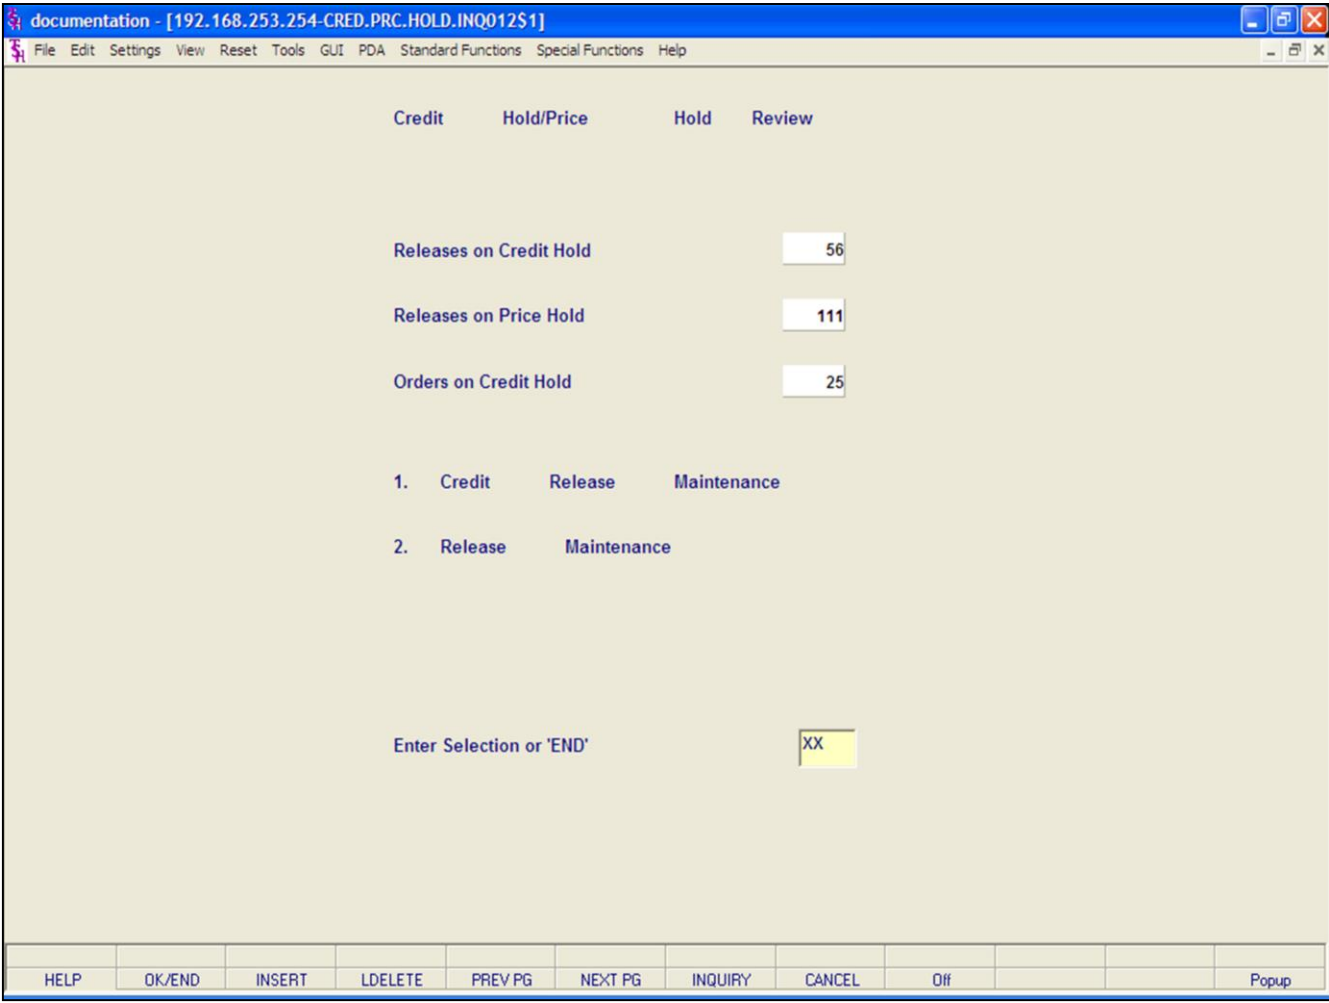 documentation - [192.168.253.254-CRED.PRC.HOLD.INQ012$1]
File Edit Settings View Reset Tools GUI PDA Standard Functions Special Functions Help
Credit Hold/Price Hold Review
Releases on Credit Hold 56
Releases on Price Hold 111
Orders on Credit Hold 25
1. Credit Release Maintenance
2. Release Maintenance
Enter Selection or 'END' XX
HELP OK/END INSERT LDELETE PREV PG NEXT PG INQUIRY CANCEL Off Popup